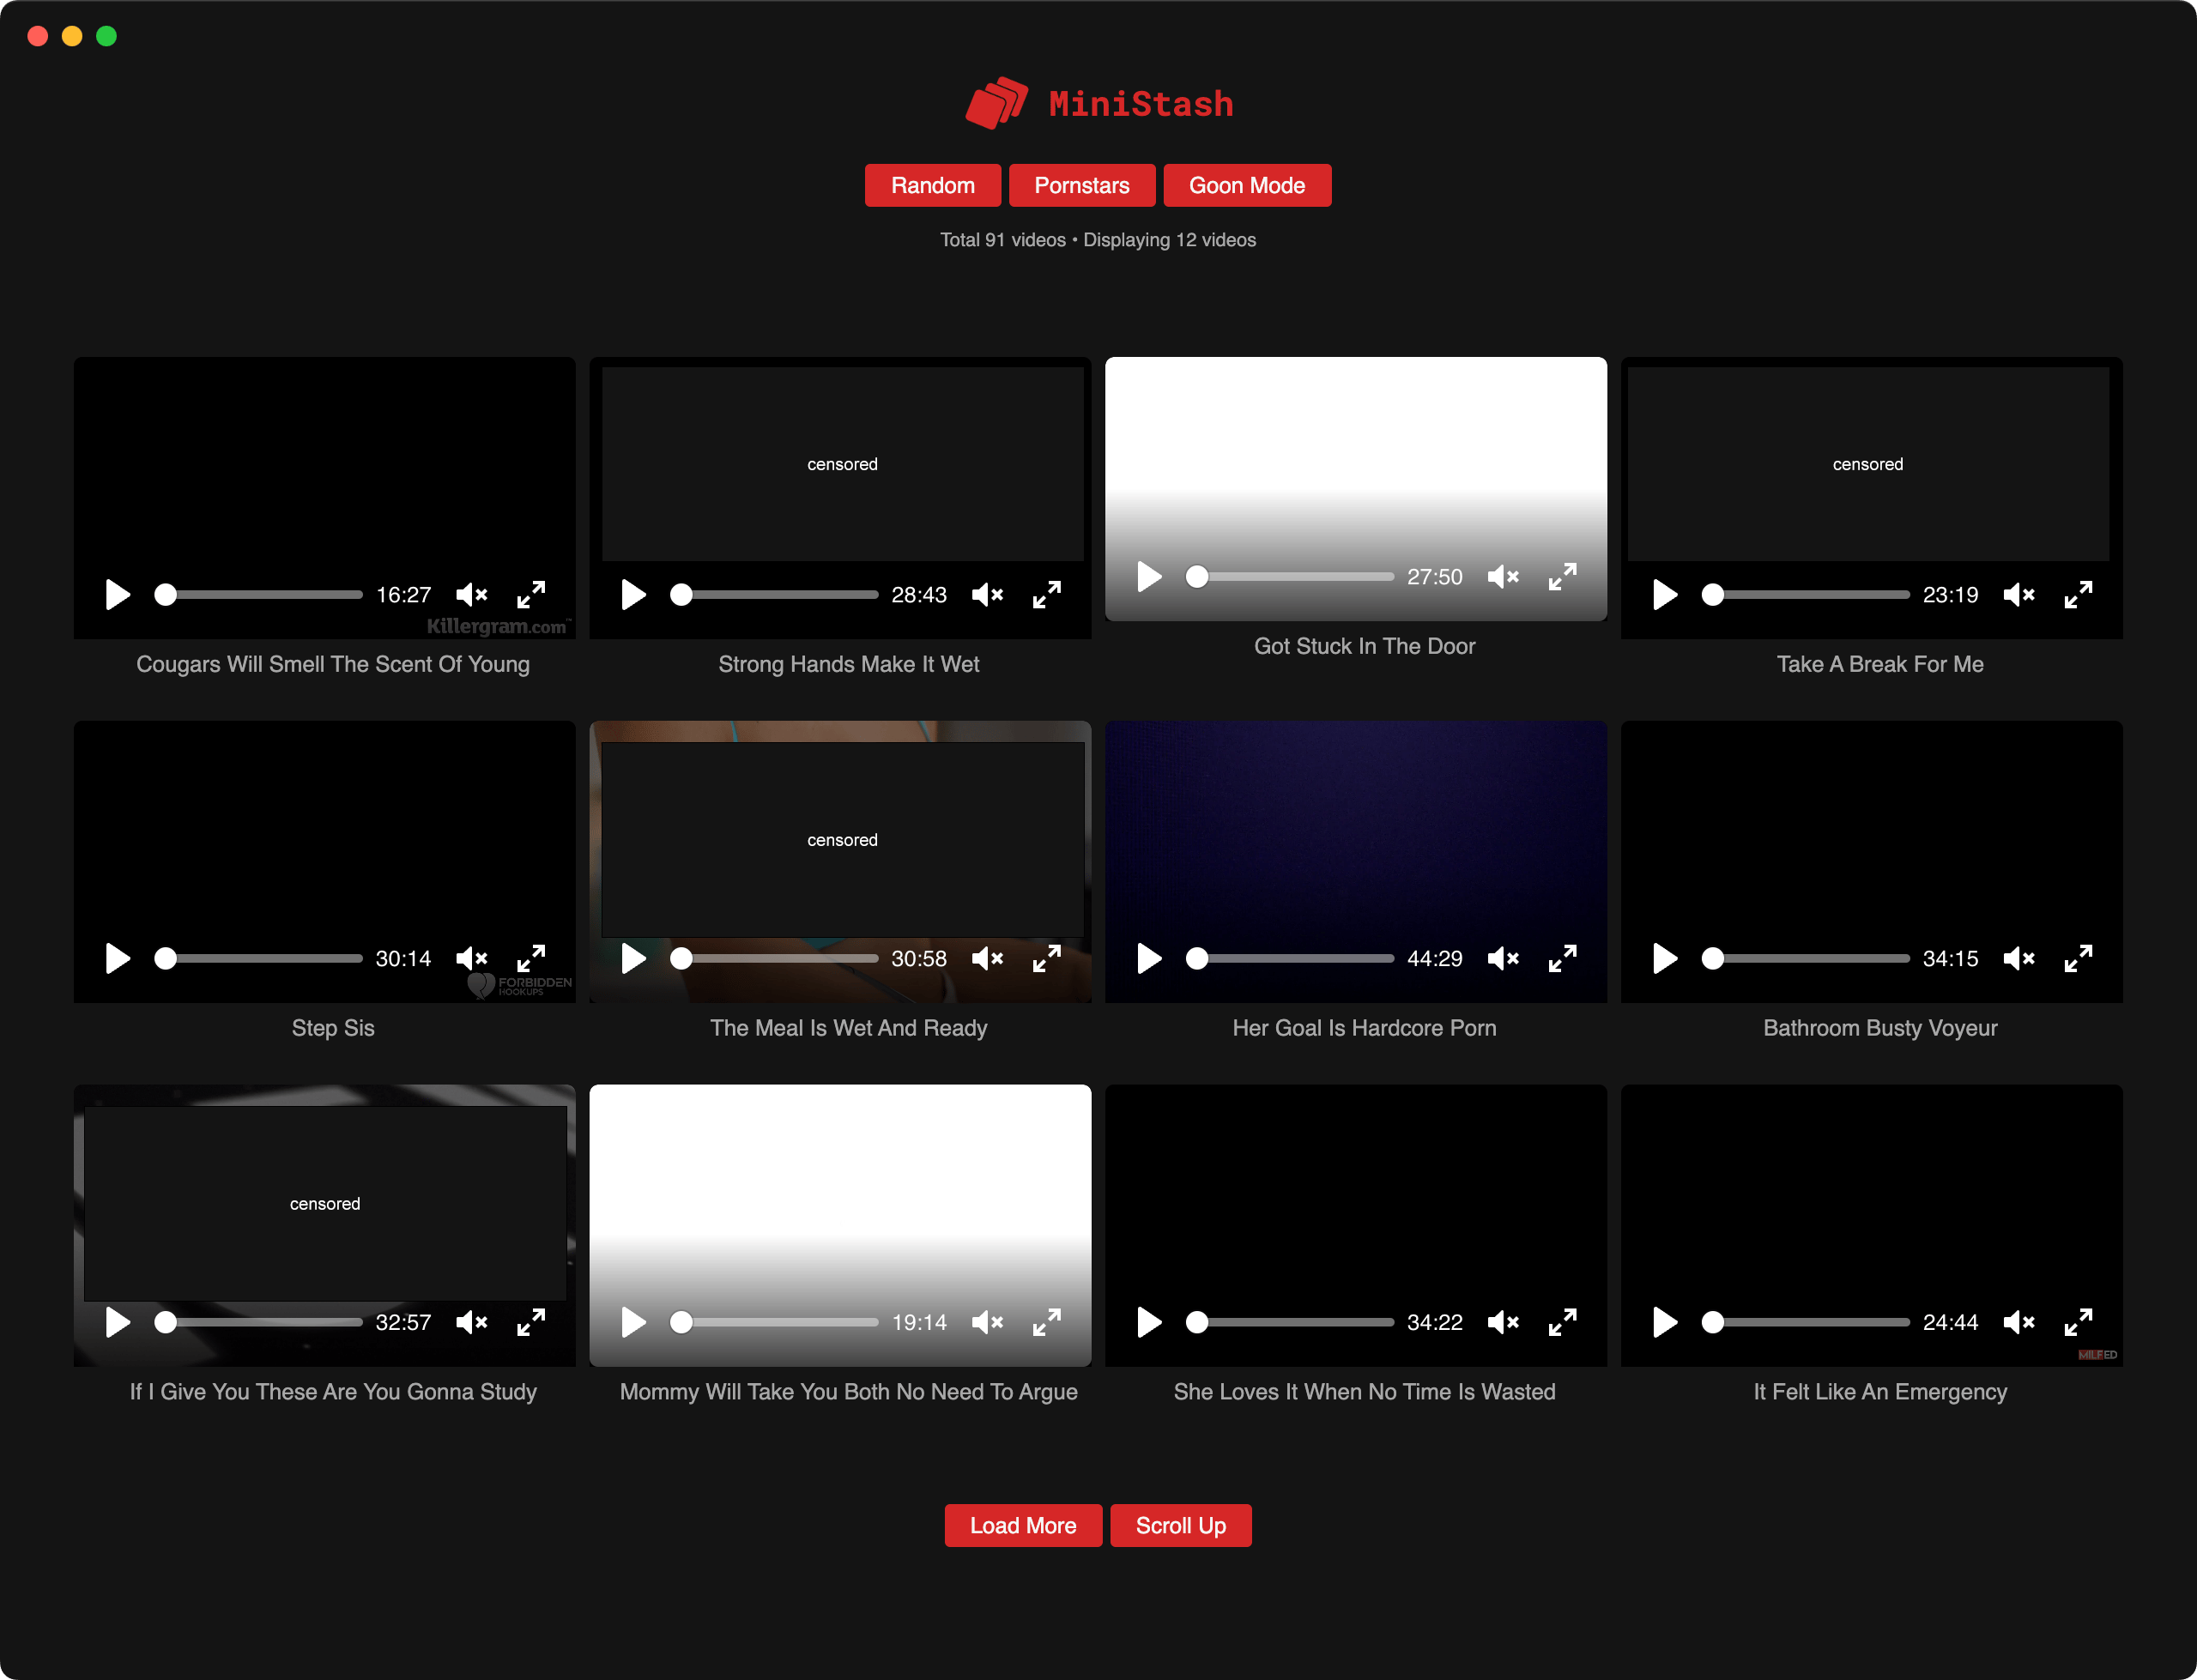 MiniStash
Random
Pornstars
Goon Mode
Total 91 videos • Displaying 12 videos
censored
censored
16:27
28:43
27:50
23:19
Killergram.com™
Cougars Will Smell The Scent Of Young
Strong Hands Make It Wet
Got Stuck In The Door
Take A Break For Me
censored
30:14
30:58
44:29
34:15
FORBIDDEN
HOOKUPS
Step Sis
The Meal Is Wet And Ready
Her Goal Is Hardcore Porn
Bathroom Busty Voyeur
censored
32:57
19:14
34:22
24:44
MILFED
If I Give You These Are You Gonna Study
Mommy Will Take You Both No Need To Argue
She Loves It When No Time Is Wasted
It Felt Like An Emergency
Load More
Scroll Up